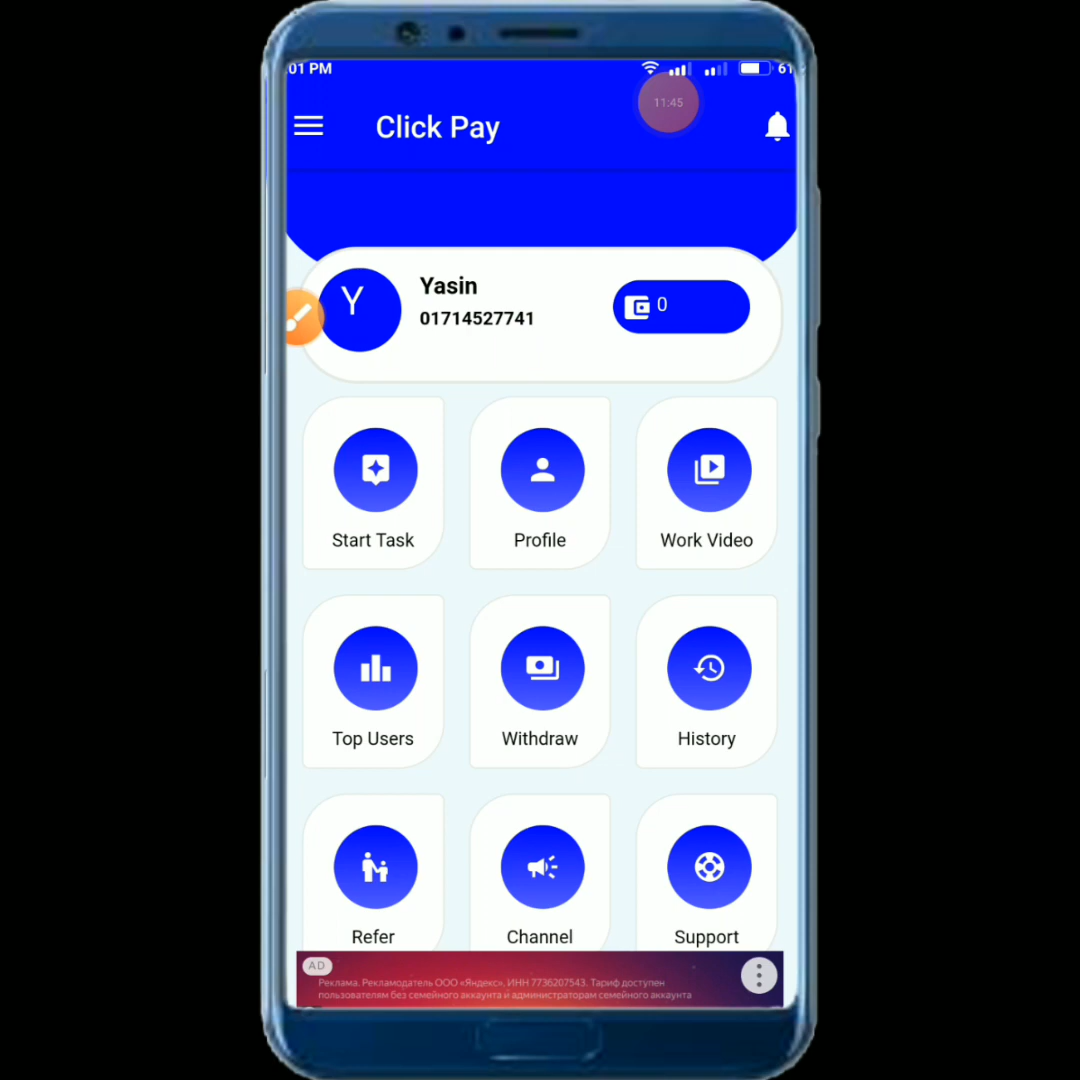 01 PM
61
11:45
Click Pay
Y
Yasin
01714527741
0
Start Task
Profile
Work Video
Top Users
Withdraw
History
Refer
Channel
Support
AD
Реклама. Рекламодатель ООО «Яндекс», ИНН 7736207543. Тариф доступен
пользователям без семейного аккаунта и администраторам семейного аккаунта